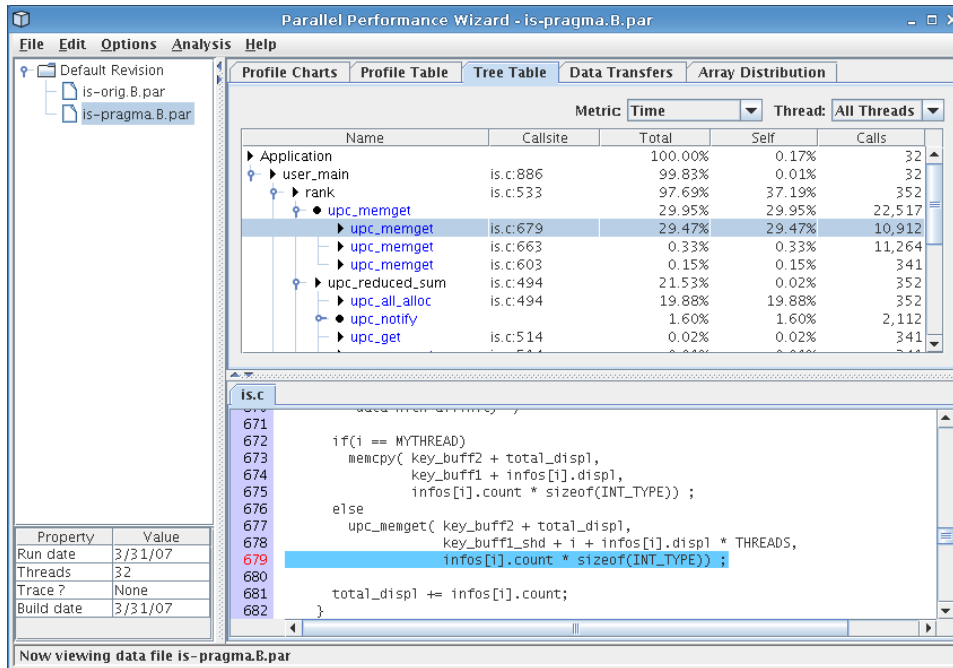 Parallel Performance Wizard - is-pragma.B.par
File Edit Options Analysis Help
Default Revision
is-orig.B.par
is-pragma.B.par
Profile Charts Profile Table Tree Table Data Transfers Array Distribution
Metric: Time Thread: All Threads
Name Callsite Total Self Calls
Application 100.00% 0.17% 32
user_main is.c:886 99.83% 0.01% 32
rank is.c:533 97.69% 37.19% 352
upc_memget 29.95% 29.95% 22,517
upc_memget is.c:679 29.47% 29.47% 10,912
upc_memget is.c:663 0.33% 0.33% 11,264
upc_memget is.c:603 0.15% 0.15% 341
upc_reduced_sum is.c:494 21.53% 0.02% 352
upc_all_alloc is.c:494 19.88% 19.88% 352
upc_notify 1.60% 1.60% 2,112
upc_get is.c:514 0.02% 0.02% 341
is.c
671
672 if(i == MYTHREAD)
673 memcpy( key_buff2 + total_displ,
674 key_buff1 + infos[i].displ,
675 infos[i].count * sizeof(INT_TYPE)) ;
676 else
677 upc_memget( key_buff2 + total_displ,
678 key_buff1_shd + i + infos[i].displ * THREADS,
679 infos[i].count * sizeof(INT_TYPE)) ;
680
681 total_displ += infos[i].count;
682 }
Property Value
Run date 3/31/07
Threads 32
Trace ? None
Build date 3/31/07
Now viewing data file is-pragma.B.par